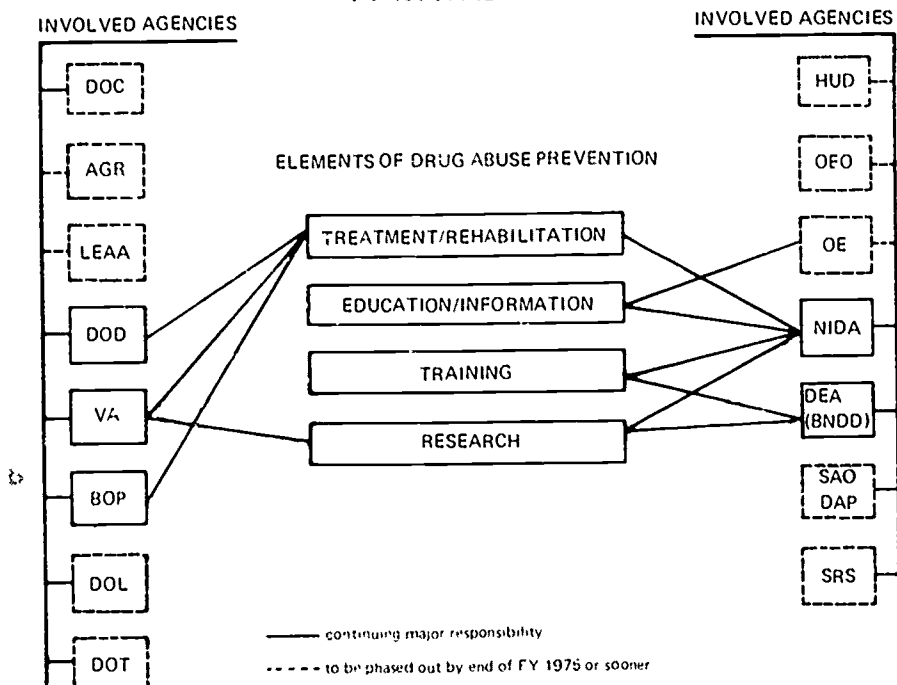 INVOLVED AGENCIES
DOC
AGR
LEAA
DOD
VA
BOP
DOL
DOT
ELEMENTS OF DRUG ABUSE PREVENTION
TREATMENT/REHABILITATION
EDUCATION/INFORMATION
TRAINING
RESEARCH
continuing major responsibility
to be phased out by end of FY 1975 or sooner
INVOLVED AGENCIES
HUD
OEO
OE
NIDA
DEA
(BNDD)
SAO
DAP
SRS